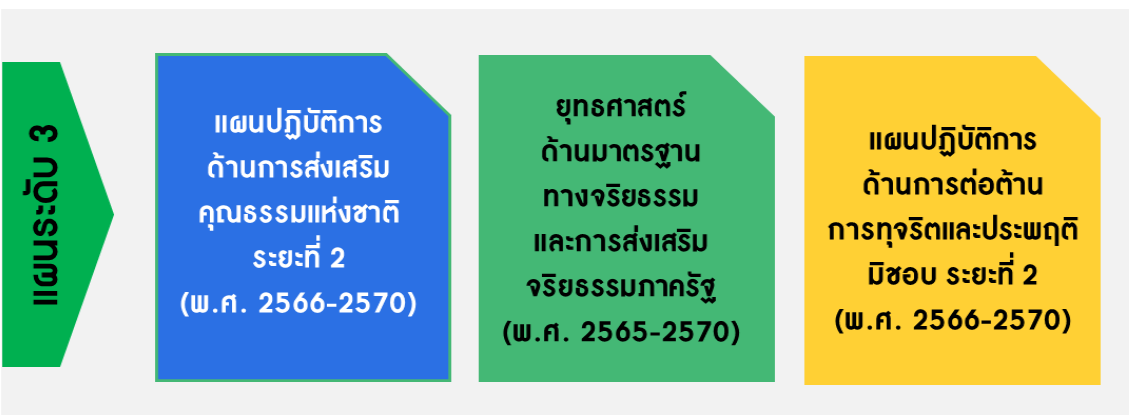 แผนระดับ 3
แผนปฏิบัติการ
ด้านการส่งเสริม
คุณธรรมแห่งชาติ
ระยะที่ 2
(พ.ศ. 2566-2570)
ยุทธศาสตร์
ด้านมาตรฐาน
ทางจริยธรรม
และการส่งเสริม
จริยธรรมภาครัฐ
(พ.ศ. 2565-2570)
แผนปฏิบัติการ
ด้านการต่อต้าน
การทุจริตและประพฤติ
มิชอบ ระยะที่ 2
(พ.ศ. 2566-2570)